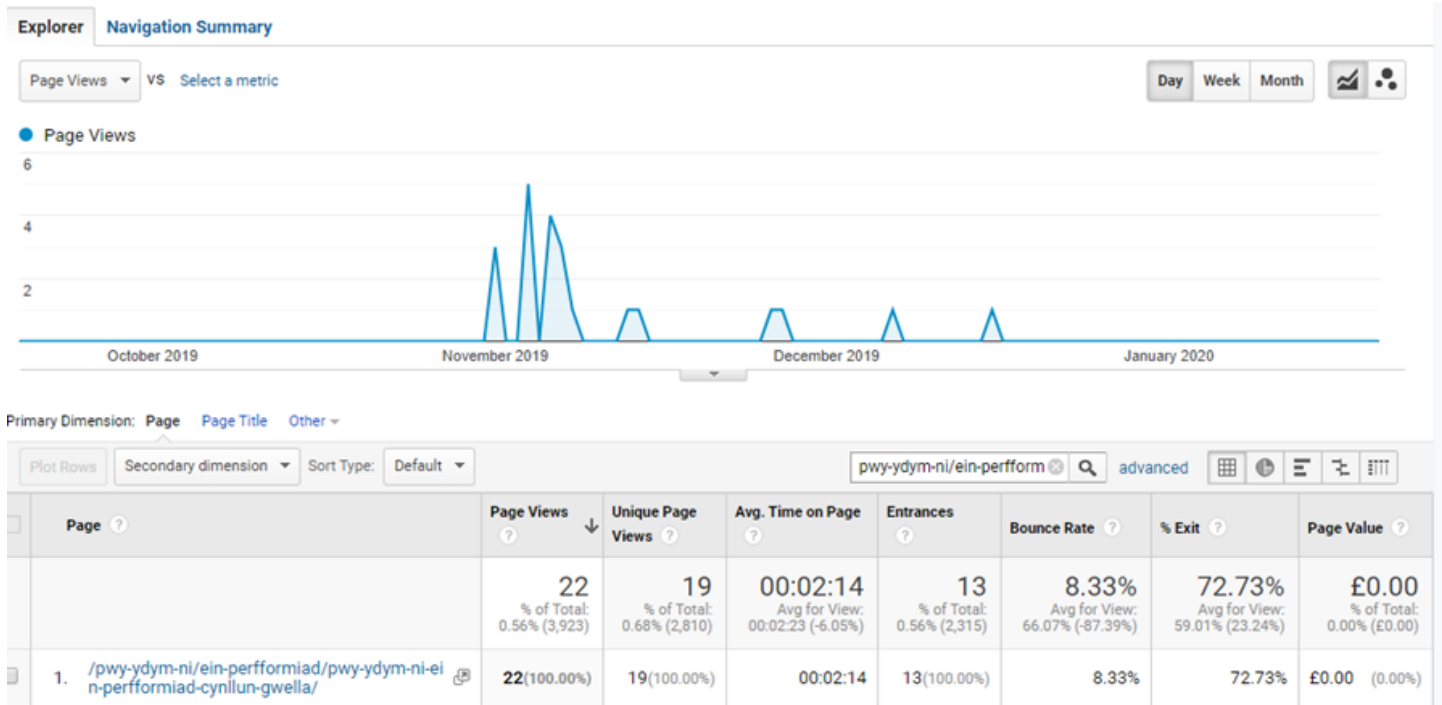 Explorer Navigation Summary
Page Views VS Select a metric Day Week Month
Page Views
6
4
2
October 2019 November 2019 December 2019 January 2020
Primary Dimension: Page Page Title Other
Plot Rows Secondary dimension Sort Type: Default pwy-ydym-ni/ein-perfform advanced
Page ? Page Views ? Unique Page Views ? Avg. Time on Page ? Entrances ? Bounce Rate ? % Exit ? Page Value ?
22 19 00:02:14 13 8.33% 72.73% £0.00
% of Total: % of Total: Avg for View: % of Total: Avg for View: Avg for View: % of Total:
0.56% (3,923) 0.68% (2,810) 00:02:23 (-6.05%) 0.56% (2,315) 66.07% (-87.39%) 59.01% (23.24%) 0.00% (£0.00)
1. /pwy-ydym-ni/ein-perfformiad/pwy-ydym-ni-ei
n-perfformiad-cynllun-gwella/ 22(100.00%) 19(100.00%) 00:02:14 13(100.00%) 8.33% 72.73% £0.00 (0.00%)